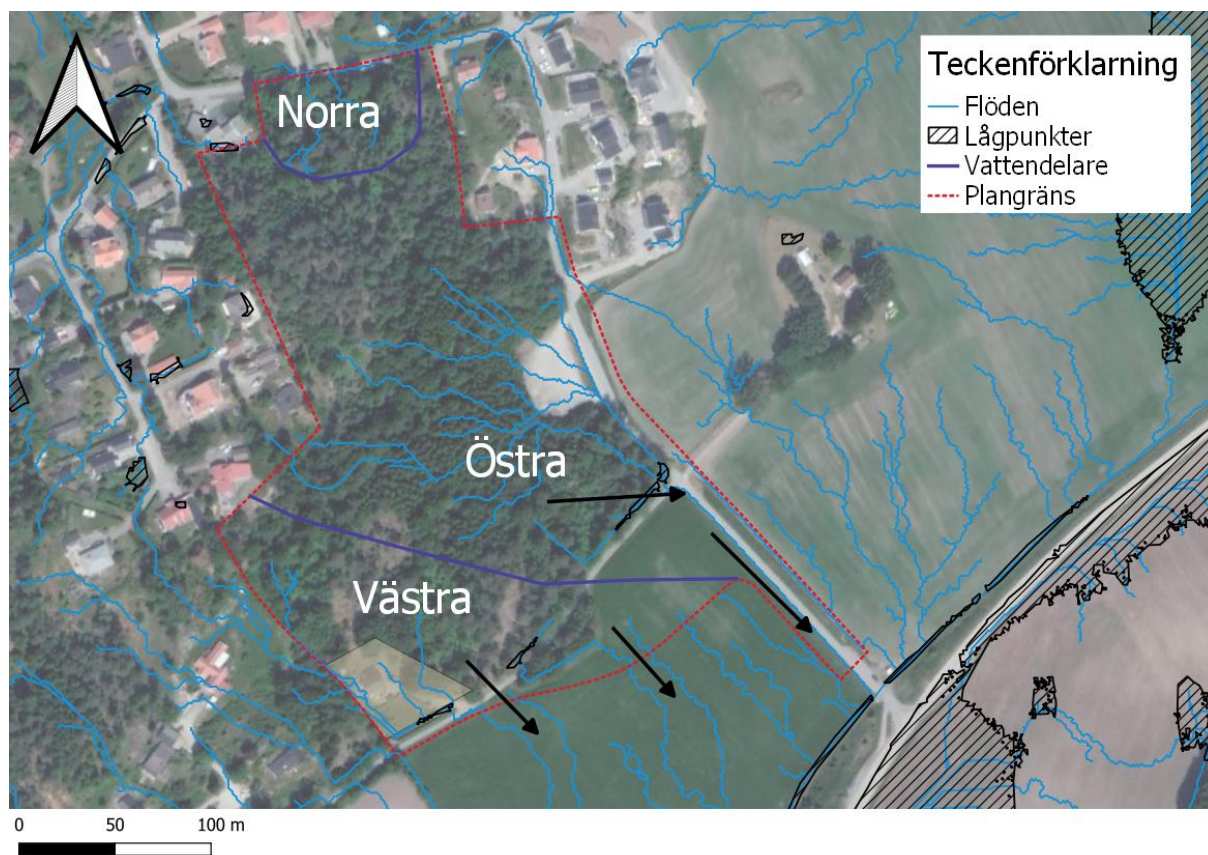 Norra
Östra
Västra
Teckenförklarning
Flöden
Lågpunkter
Vattendelare
Plangräns
0 50 100 m